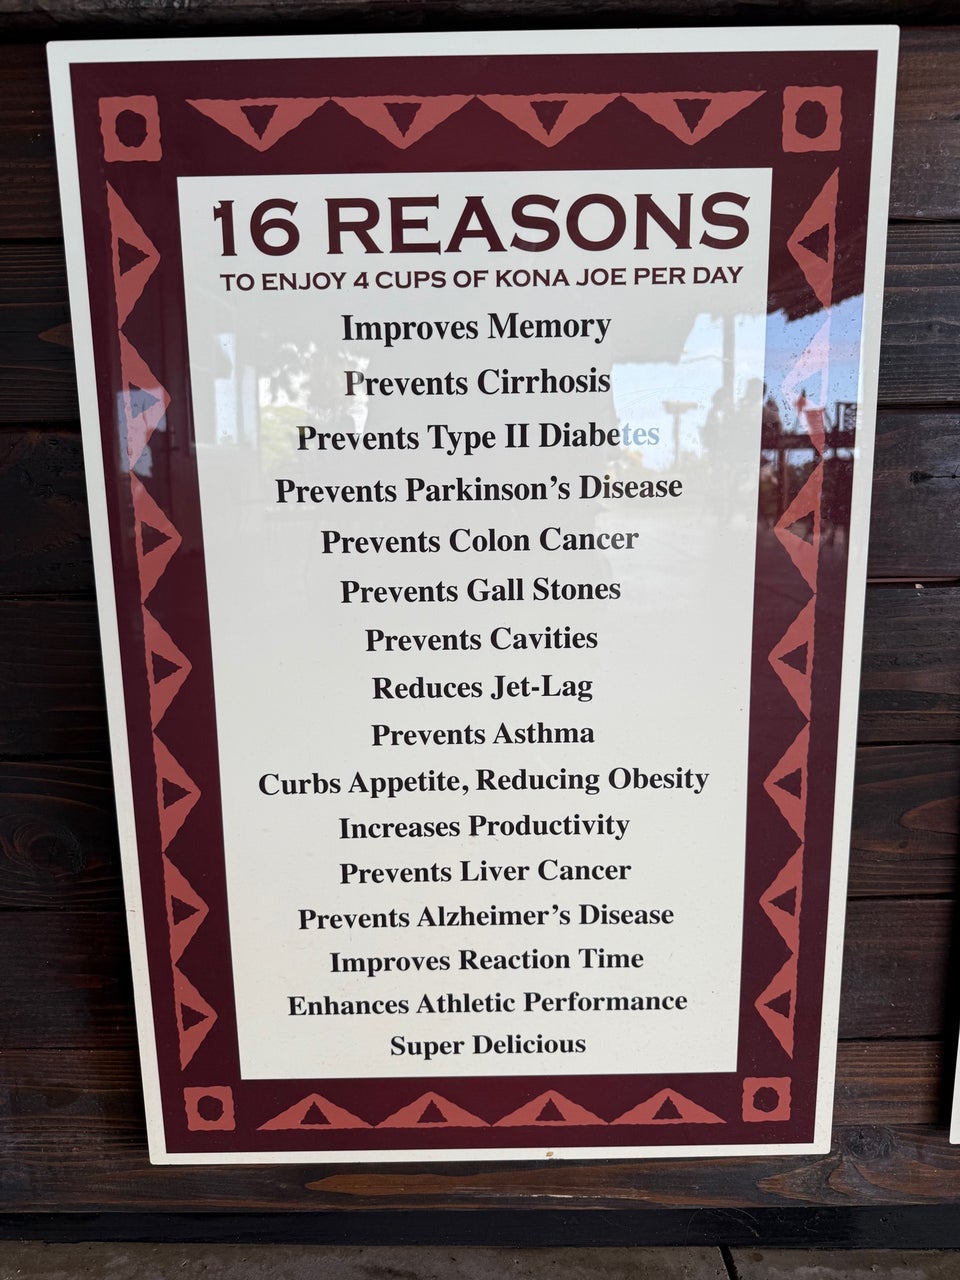 16 REASONS
TO ENJOY 4 CUPS OF KONA JOE PER DAY
Improves Memory
Prevents Cirrhosis
Prevents Type II Diabetes
Prevents Parkinson's Disease
Prevents Colon Cancer
Prevents Gall Stones
Prevents Cavities
Reduces Jet-Lag
Prevents Asthma
Curbs Appetite, Reducing Obesity
Increases Productivity
Prevents Liver Cancer
Prevents Alzheimer's Disease
Improves Reaction Time
Enhances Athletic Performance
Super Delicious